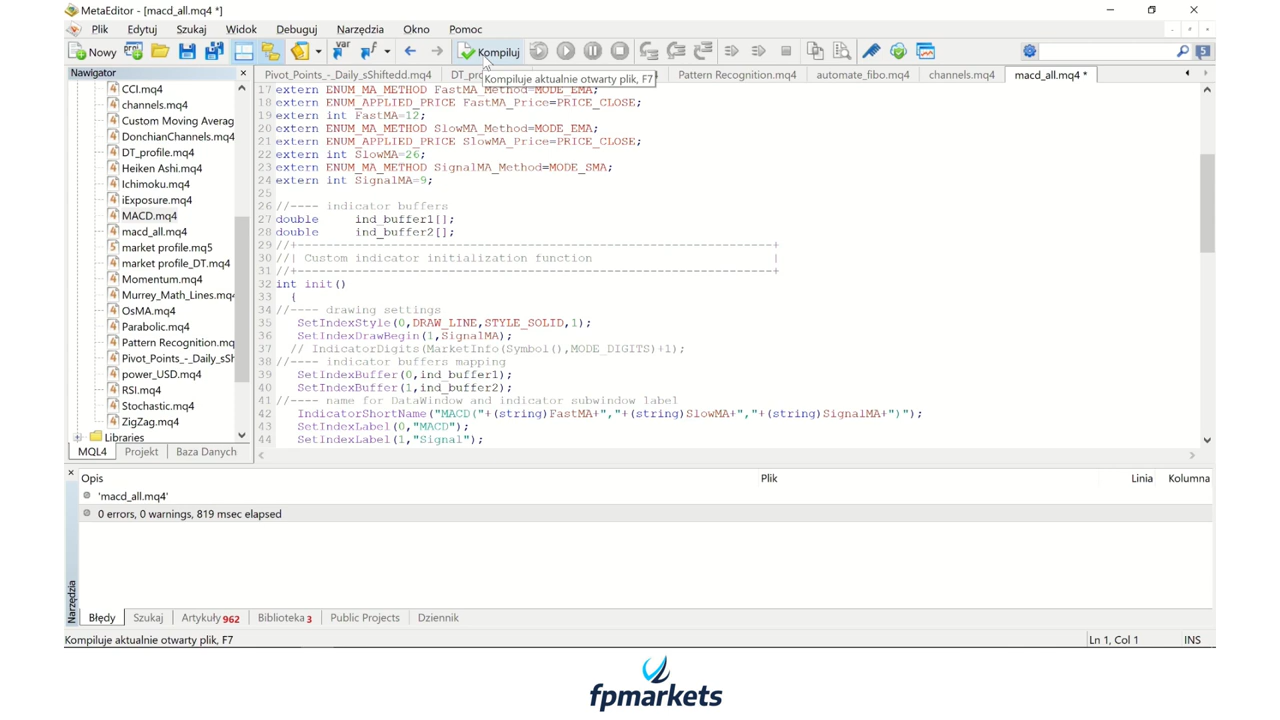 MetaEditor - [macd_all.mq4 *]
Plik Edytuj Szukaj Widok Debuguj Narzędzia Okno Pomoc
Nowy Kompiluj 5
Kompiluje aktualnie otwarty plik, F7
Nawigator
Pivot_Points_-_Daily_sShiftedd.mq4 DT_pro 4 Pattern Recognition.mq4 automate_fibo.mq4 channels.mq4 macd_all.mq4 *
CCI.mq4
channels.mq4
Custom Moving Averag
DonchianChannels.mq4
DT_profile.mq4
Heiken Ashi.mq4
Ichimoku.mq4
iExposure.mq4
MACD.mq4
macd_all.mq4
market profile.mq5
market profile_DT.mq4
Momentum.mq4
Murrey_Math_Lines.mq4
OsMA.mq4
Parabolic.mq4
Pattern Recognition.mq4
Pivot_Points_-_Daily_sSh
power_USD.mq4
RSI.mq4
Stochastic.mq4
ZigZag.mq4
Libraries
MQL4 Projekt Baza Danych
17 extern ENUM_MA_METHOD FastMA_Method=MODE_EMA;
18 extern ENUM_APPLIED_PRICE FastMA_Price=PRICE_CLOSE;
19 extern int FastMA=12;
20 extern ENUM_MA_METHOD SlowMA_Method=MODE_EMA;
21 extern ENUM_APPLIED_PRICE SlowMA_Price=PRICE_CLOSE;
22 extern int SlowMA=26;
23 extern ENUM_MA_METHOD SignalMA_Method=MODE_SMA;
24 extern int SignalMA=9;
25
26 //---- indicator buffers
27 double     ind_buffer1[];
28 double     ind_buffer2[];
29 //+------------------------------------------------------------------+
30 //| Custom indicator initialization function                         |
31 //+------------------------------------------------------------------+
32 int init()
33   {
34 //---- drawing settings
35    SetIndexStyle(0,DRAW_LINE,STYLE_SOLID,1);
36    SetIndexDrawBegin(1,SignalMA);
37   // IndicatorDigits(MarketInfo(Symbol(),MODE_DIGITS)+1);
38 //---- indicator buffers mapping
39    SetIndexBuffer(0,ind_buffer1);
40    SetIndexBuffer(1,ind_buffer2);
41 //---- name for DataWindow and indicator subwindow label
42    IndicatorShortName("MACD("+(string)FastMA+","+(string)SlowMA+","+(string)SignalMA+")");
43    SetIndexLabel(0,"MACD");
44    SetIndexLabel(1,"Signal");
Opis Plik Linia Kolumna
'macd_all.mq4'
0 errors, 0 warnings, 819 msec elapsed
Narzędzia
Błędy Szukaj Artykuły 962 Biblioteka 3 Public Projects Dziennik
Kompiluje aktualnie otwarty plik, F7 Ln 1, Col 1 INS
fpmarkets